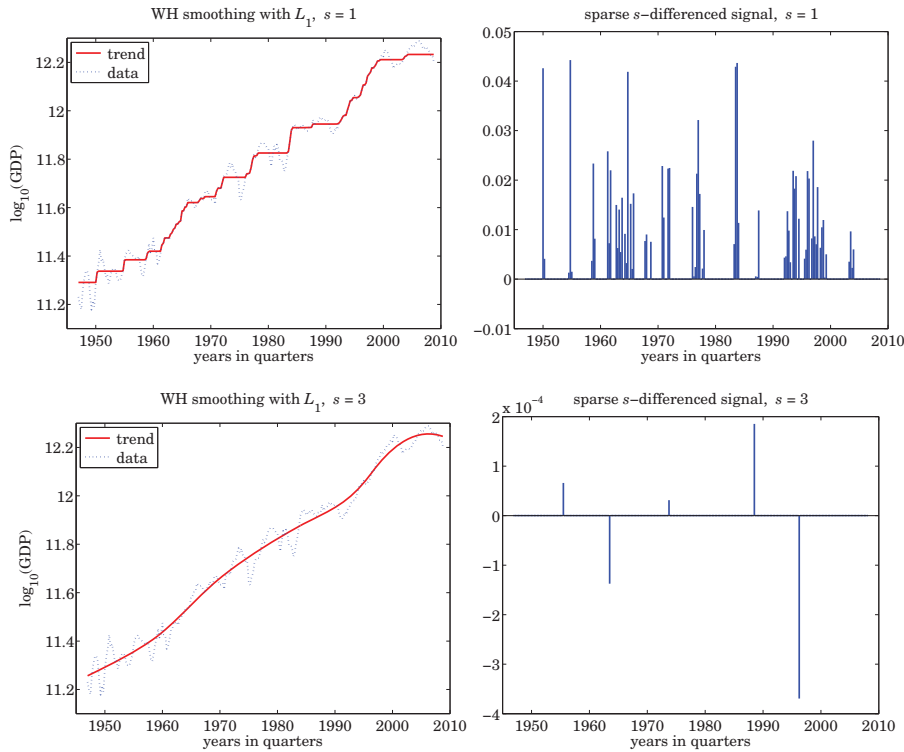 WH smoothing with L₁, s = 1
trend
data
12.2
12
11.8
11.6
11.4
11.2
log₁₀(GDP)
1950 1960 1970 1980 1990 2000 2010
years in quarters
sparse s−differenced signal, s = 1
0.05
0.04
0.03
0.02
0.01
0
−0.01
1950 1960 1970 1980 1990 2000 2010
years in quarters
WH smoothing with L₁, s = 3
trend
data
12.2
12
11.8
11.6
11.4
11.2
log₁₀(GDP)
1950 1960 1970 1980 1990 2000 2010
years in quarters
sparse s−differenced signal, s = 3
x 10⁻⁴
2
1
0
−1
−2
−3
−4
1950 1960 1970 1980 1990 2000 2010
years in quarters